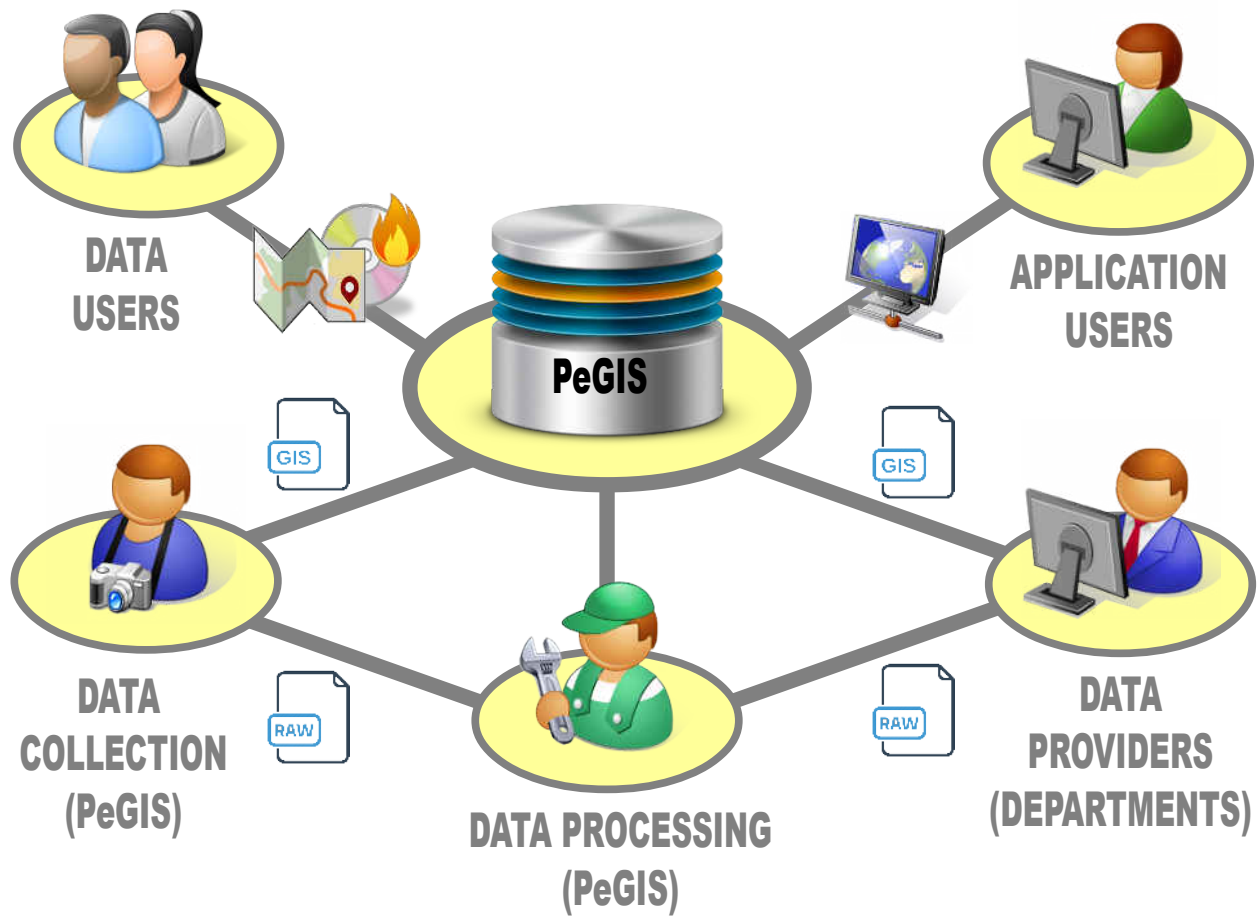 DATA
USERS
APPLICATION
USERS
PeGIS
GIS
GIS
DATA
COLLECTION
(PeGIS)
RAW
RAW
DATA
PROVIDERS
(DEPARTMENTS)
DATA PROCESSING
(PeGIS)